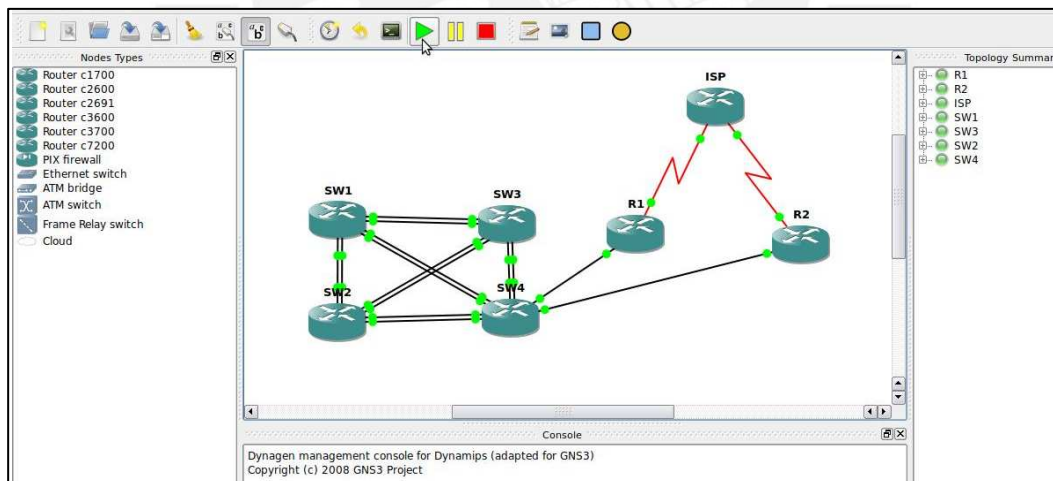 Nodes Types
Router c1700
Router c2600
Router c2691
Router c3600
Router c3700
Router c7200
PIX firewall
Ethernet switch
ATM bridge
ATM switch
Frame Relay switch
Cloud
ISP
SW1
SW3
R1
R2
SW2
SW4
Topology Summar
R1
R2
ISP
SW1
SW3
SW2
SW4
Console
Dynagen management console for Dynamips (adapted for GNS3)
Copyright (c) 2008 GNS3 Project